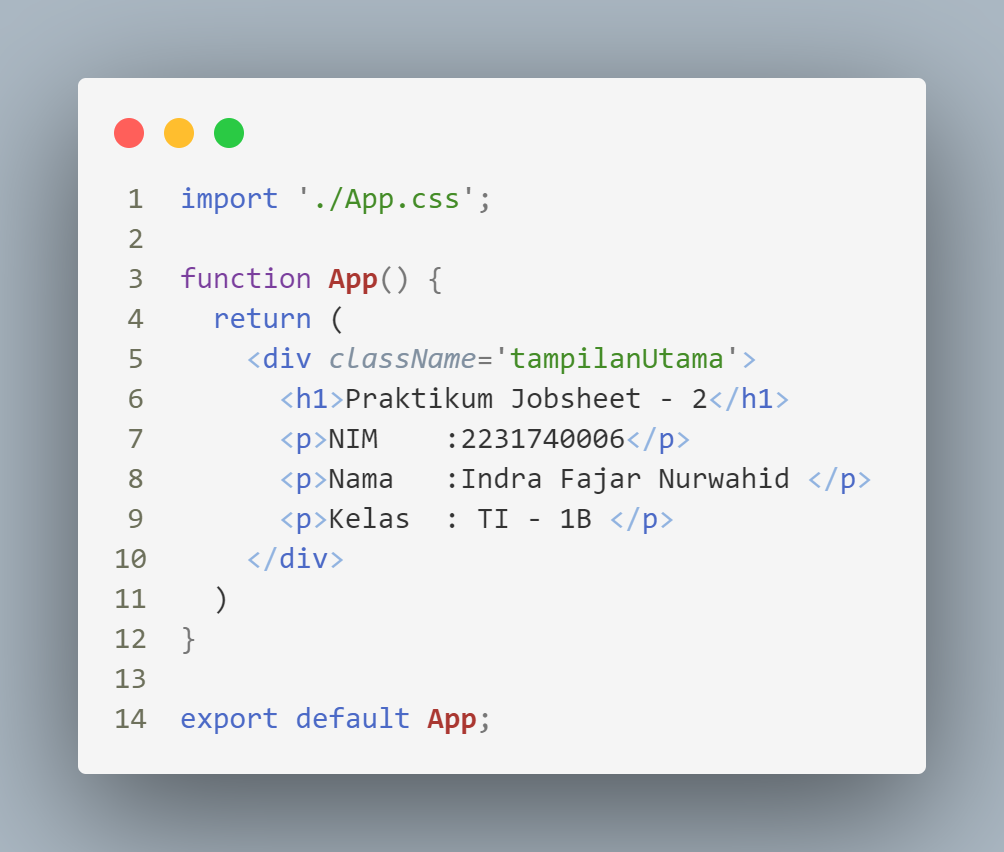 1 import './App.css';
2
3 function App() {
4   return (
5     <div className='tampilanUtama'>
6       <h1>Praktikum Jobsheet - 2</h1>
7       <p>NIM    :2231740006</p>
8       <p>Nama   :Indra Fajar Nurwahid </p>
9       <p>Kelas  : TI - 1B </p>
10     </div>
11   )
12 }
13
14 export default App;